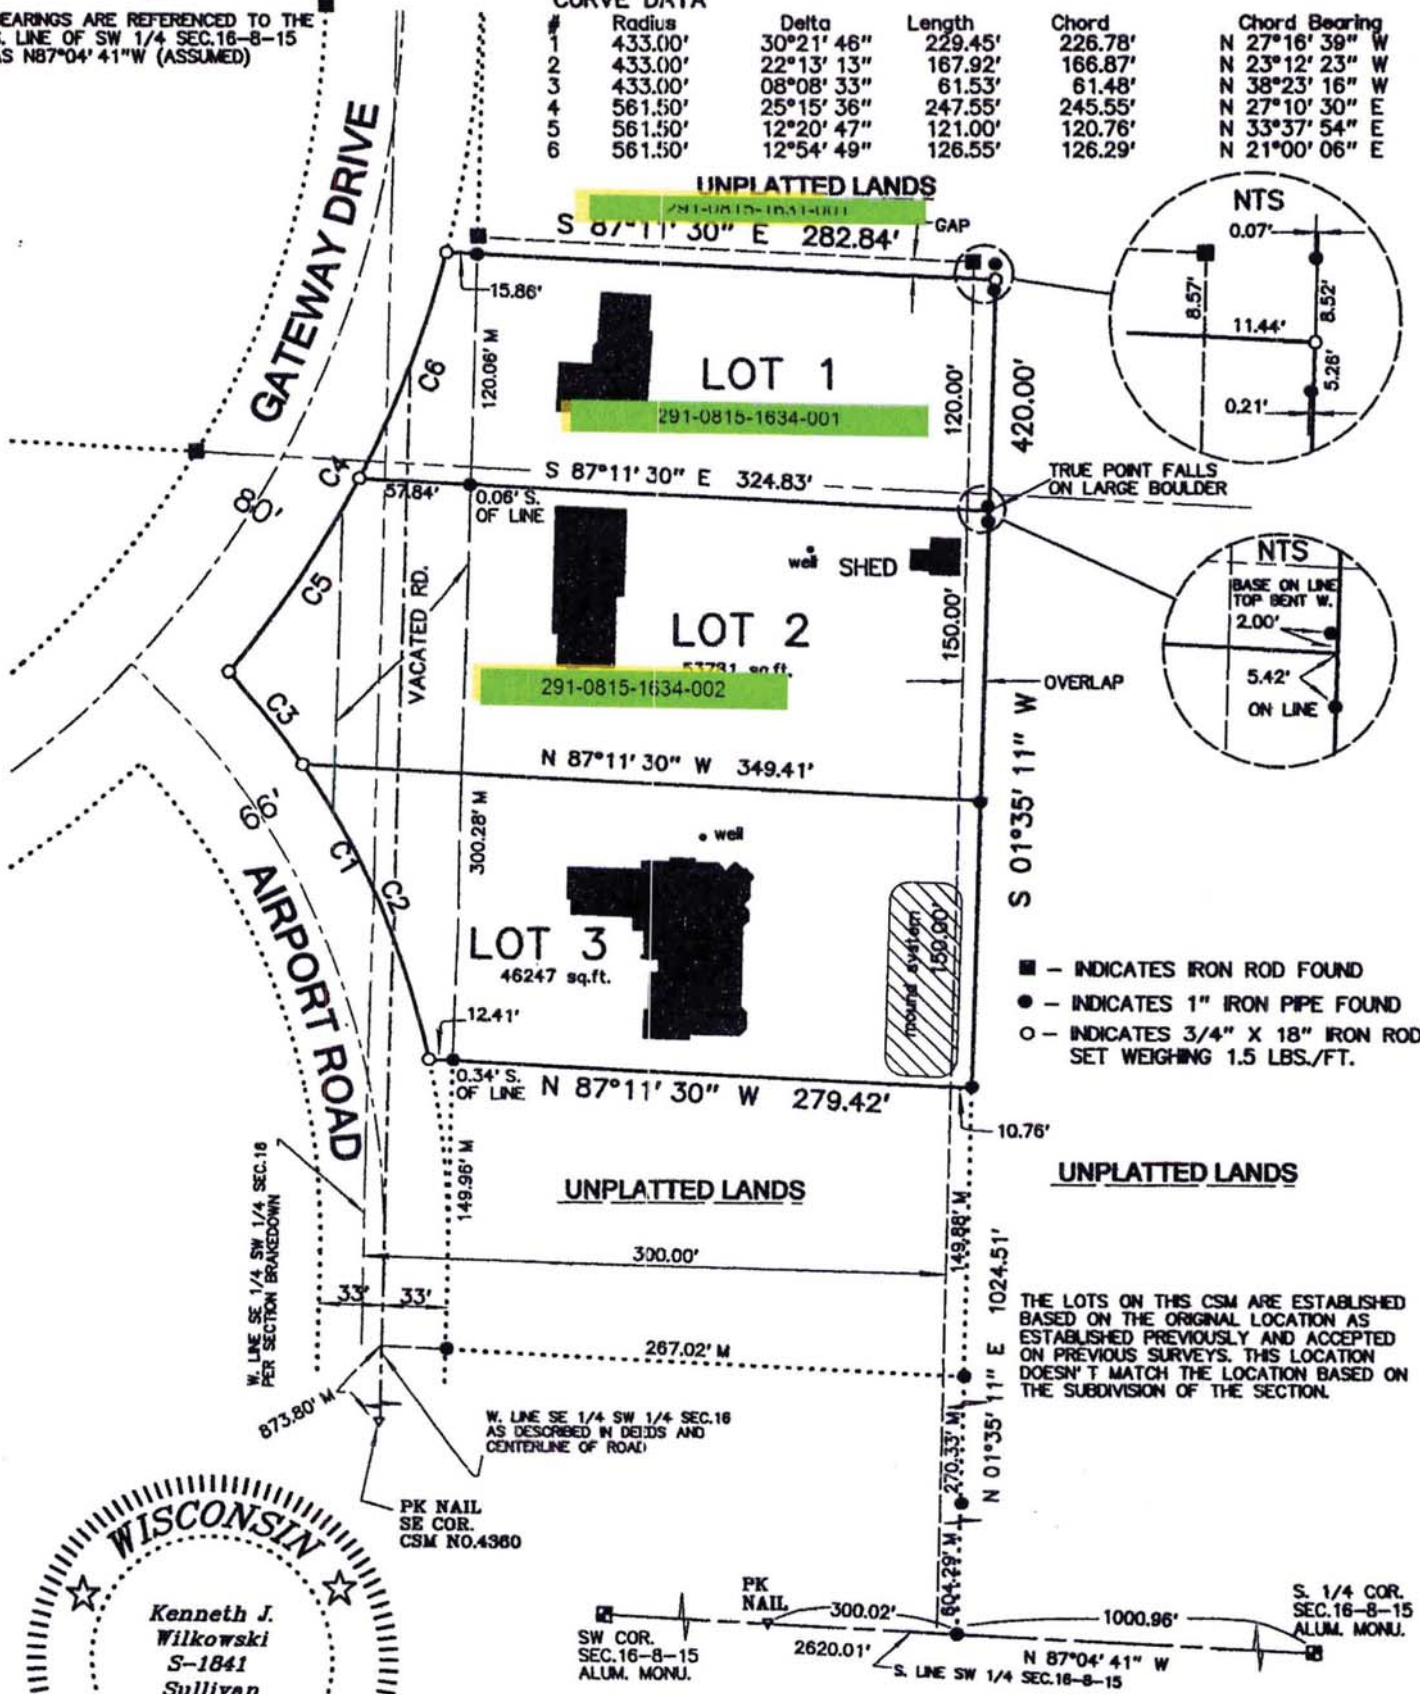 EARINGS ARE REFERENCED TO THE
. LINE OF SW 1/4 SEC.16-8-15
AS N87°04'41"W (ASSUMED)
CURVE DATA
# Radius Delta Length Chord Chord Bearing
1 433.00' 30°21'46" 229.45' 226.78' N 27°16'39" W
2 433.00' 22°13'13" 167.92' 166.87' N 23°12'23" W
3 433.00' 08°08'33" 61.53' 61.48' N 38°23'16" W
4 561.50' 25°15'36" 247.55' 245.55' N 27°10'30" E
5 561.50' 12°20'47" 121.00' 120.76' N 33°37'54" E
6 561.50' 12°54'49" 126.55' 126.29' N 21°00'06" E
UNPLATTED LANDS
291-0815-1631-001
S 87°11'30" E 282.84'
GAP
NTS
0.07'
8.57'
8.52'
11.44'
5.26'
0.21'
GATEWAY DRIVE
15.86'
120.06' M
C6
LOT 1
291-0815-1634-001
120.00'
420.00'
S 87°11'30" E 324.83'
TRUE POINT FALLS
ON LARGE BOULDER
C4
57.84'
0.06' S.
OF LINE
80'
well
SHED
NTS
BASE ON LINE
TOP BENT W.
2.00'
5.42'
ON LINE
C5
VACATED RD.
LOT 2
53781 sq.ft.
291-0815-1634-002
150.00'
OVERLAP
S 01°35'11" W
C3
N 87°11'30" W 349.41'
66'
C1
C2
300.28' M
well
AIRPORT ROAD
LOT 3
46247 sq.ft.
mound system
150.00'
■ - INDICATES IRON ROD FOUND
● - INDICATES 1" IRON PIPE FOUND
○ - INDICATES 3/4" X 18" IRON ROD
SET WEIGHING 1.5 LBS./FT.
12.41'
0.34' S.
OF LINE
N 87°11'30" W 279.42'
10.76'
W. LINE SE 1/4 SW 1/4 SEC.16
PER SECTION BRAKEDOWN
149.96' M
UNPLATTED LANDS
UNPLATTED LANDS
149.88' M
300.00'
33' 33'
267.02' M
N 01°35'11" E 1024.51'
THE LOTS ON THIS CSM ARE ESTABLISHED
BASED ON THE ORIGINAL LOCATION AS
ESTABLISHED PREVIOUSLY AND ACCEPTED
ON PREVIOUS SURVEYS. THIS LOCATION
DOESN'T MATCH THE LOCATION BASED ON
THE SUBDIVISION OF THE SECTION.
873.80' M
W. LINE SE 1/4 SW 1/4 SEC.16
AS DESCRIBED IN DEEDS AND
CENTERLINE OF ROAD
270.33' M
PK NAIL
SE COR.
CSM NO.4360
604.29' M
WISCONSIN
Kenneth J.
Wilkowski
S-1841
Sullivan
PK
NAIL
300.02'
1000.96'
S. 1/4 COR.
SEC.16-8-15
ALUM. MONU.
SW COR.
SEC.16-8-15
ALUM. MONU.
2620.01'
N 87°04'41" W
S. LINE SW 1/4 SEC.16-8-15